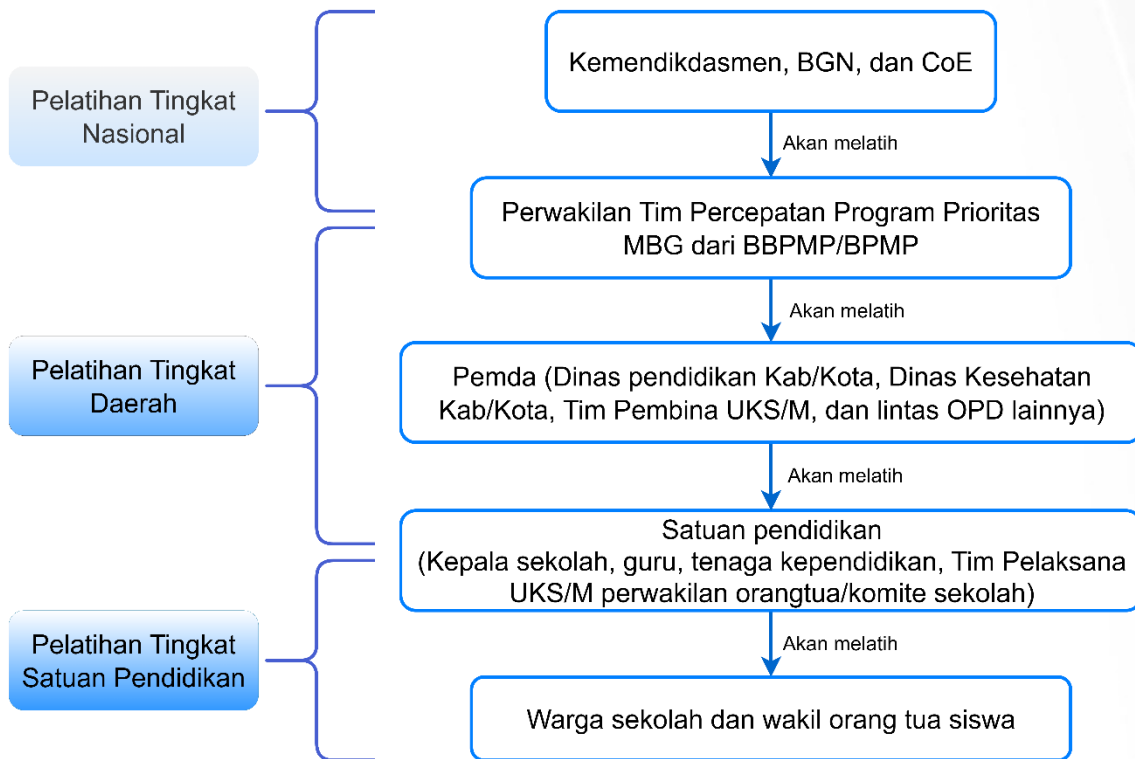 Pelatihan Tingkat
Nasional
Kemendikdasmen, BGN, dan CoE
Akan melatih
Perwakilan Tim Percepatan Program Prioritas
MBG dari BBPMP/BPMP
Akan melatih
Pelatihan Tingkat
Daerah
Pemda (Dinas pendidikan Kab/Kota, Dinas Kesehatan
Kab/Kota, Tim Pembina UKS/M, dan lintas OPD lainnya)
Akan melatih
Satuan pendidikan
(Kepala sekolah, guru, tenaga kependidikan, Tim Pelaksana
UKS/M perwakilan orangtua/komite sekolah)
Pelatihan Tingkat
Satuan Pendidikan
Akan melatih
Warga sekolah dan wakil orang tua siswa